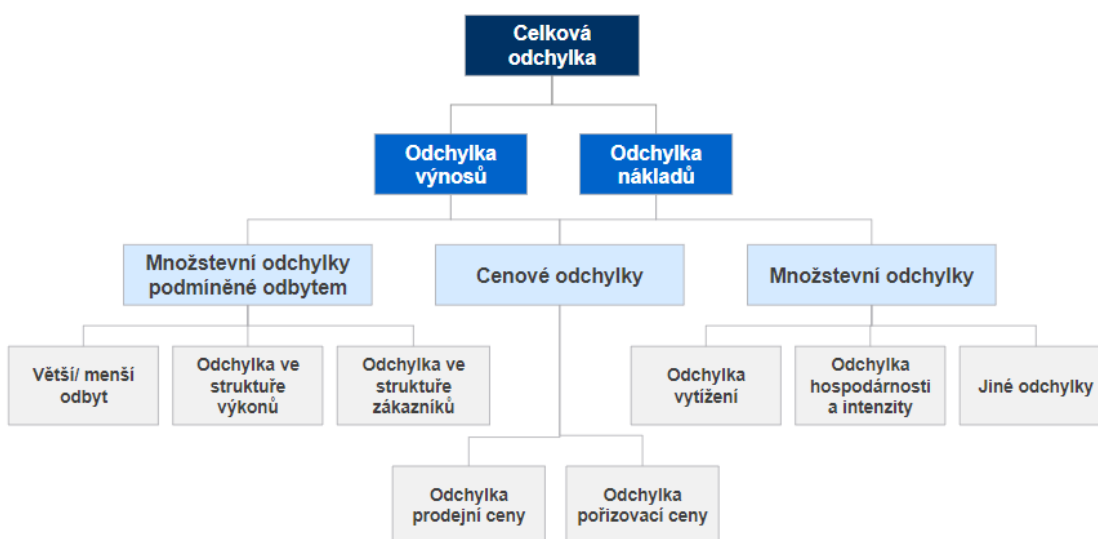 Celková
odchylka
Odchylka
výnosů
Odchylka
nákladů
Množstevní odchylky
podmíněné odbytem
Cenové odchylky
Množstevní odchylky
Větší/ menší
odbyt
Odchylka ve
struktuře
výkonů
Odchylka ve
struktuře
zákazníků
Odchylka
vytížení
Odchylka
hospodárnosti
a intenzity
Jiné odchylky
Odchylka
prodejní ceny
Odchylka
pořizovací ceny